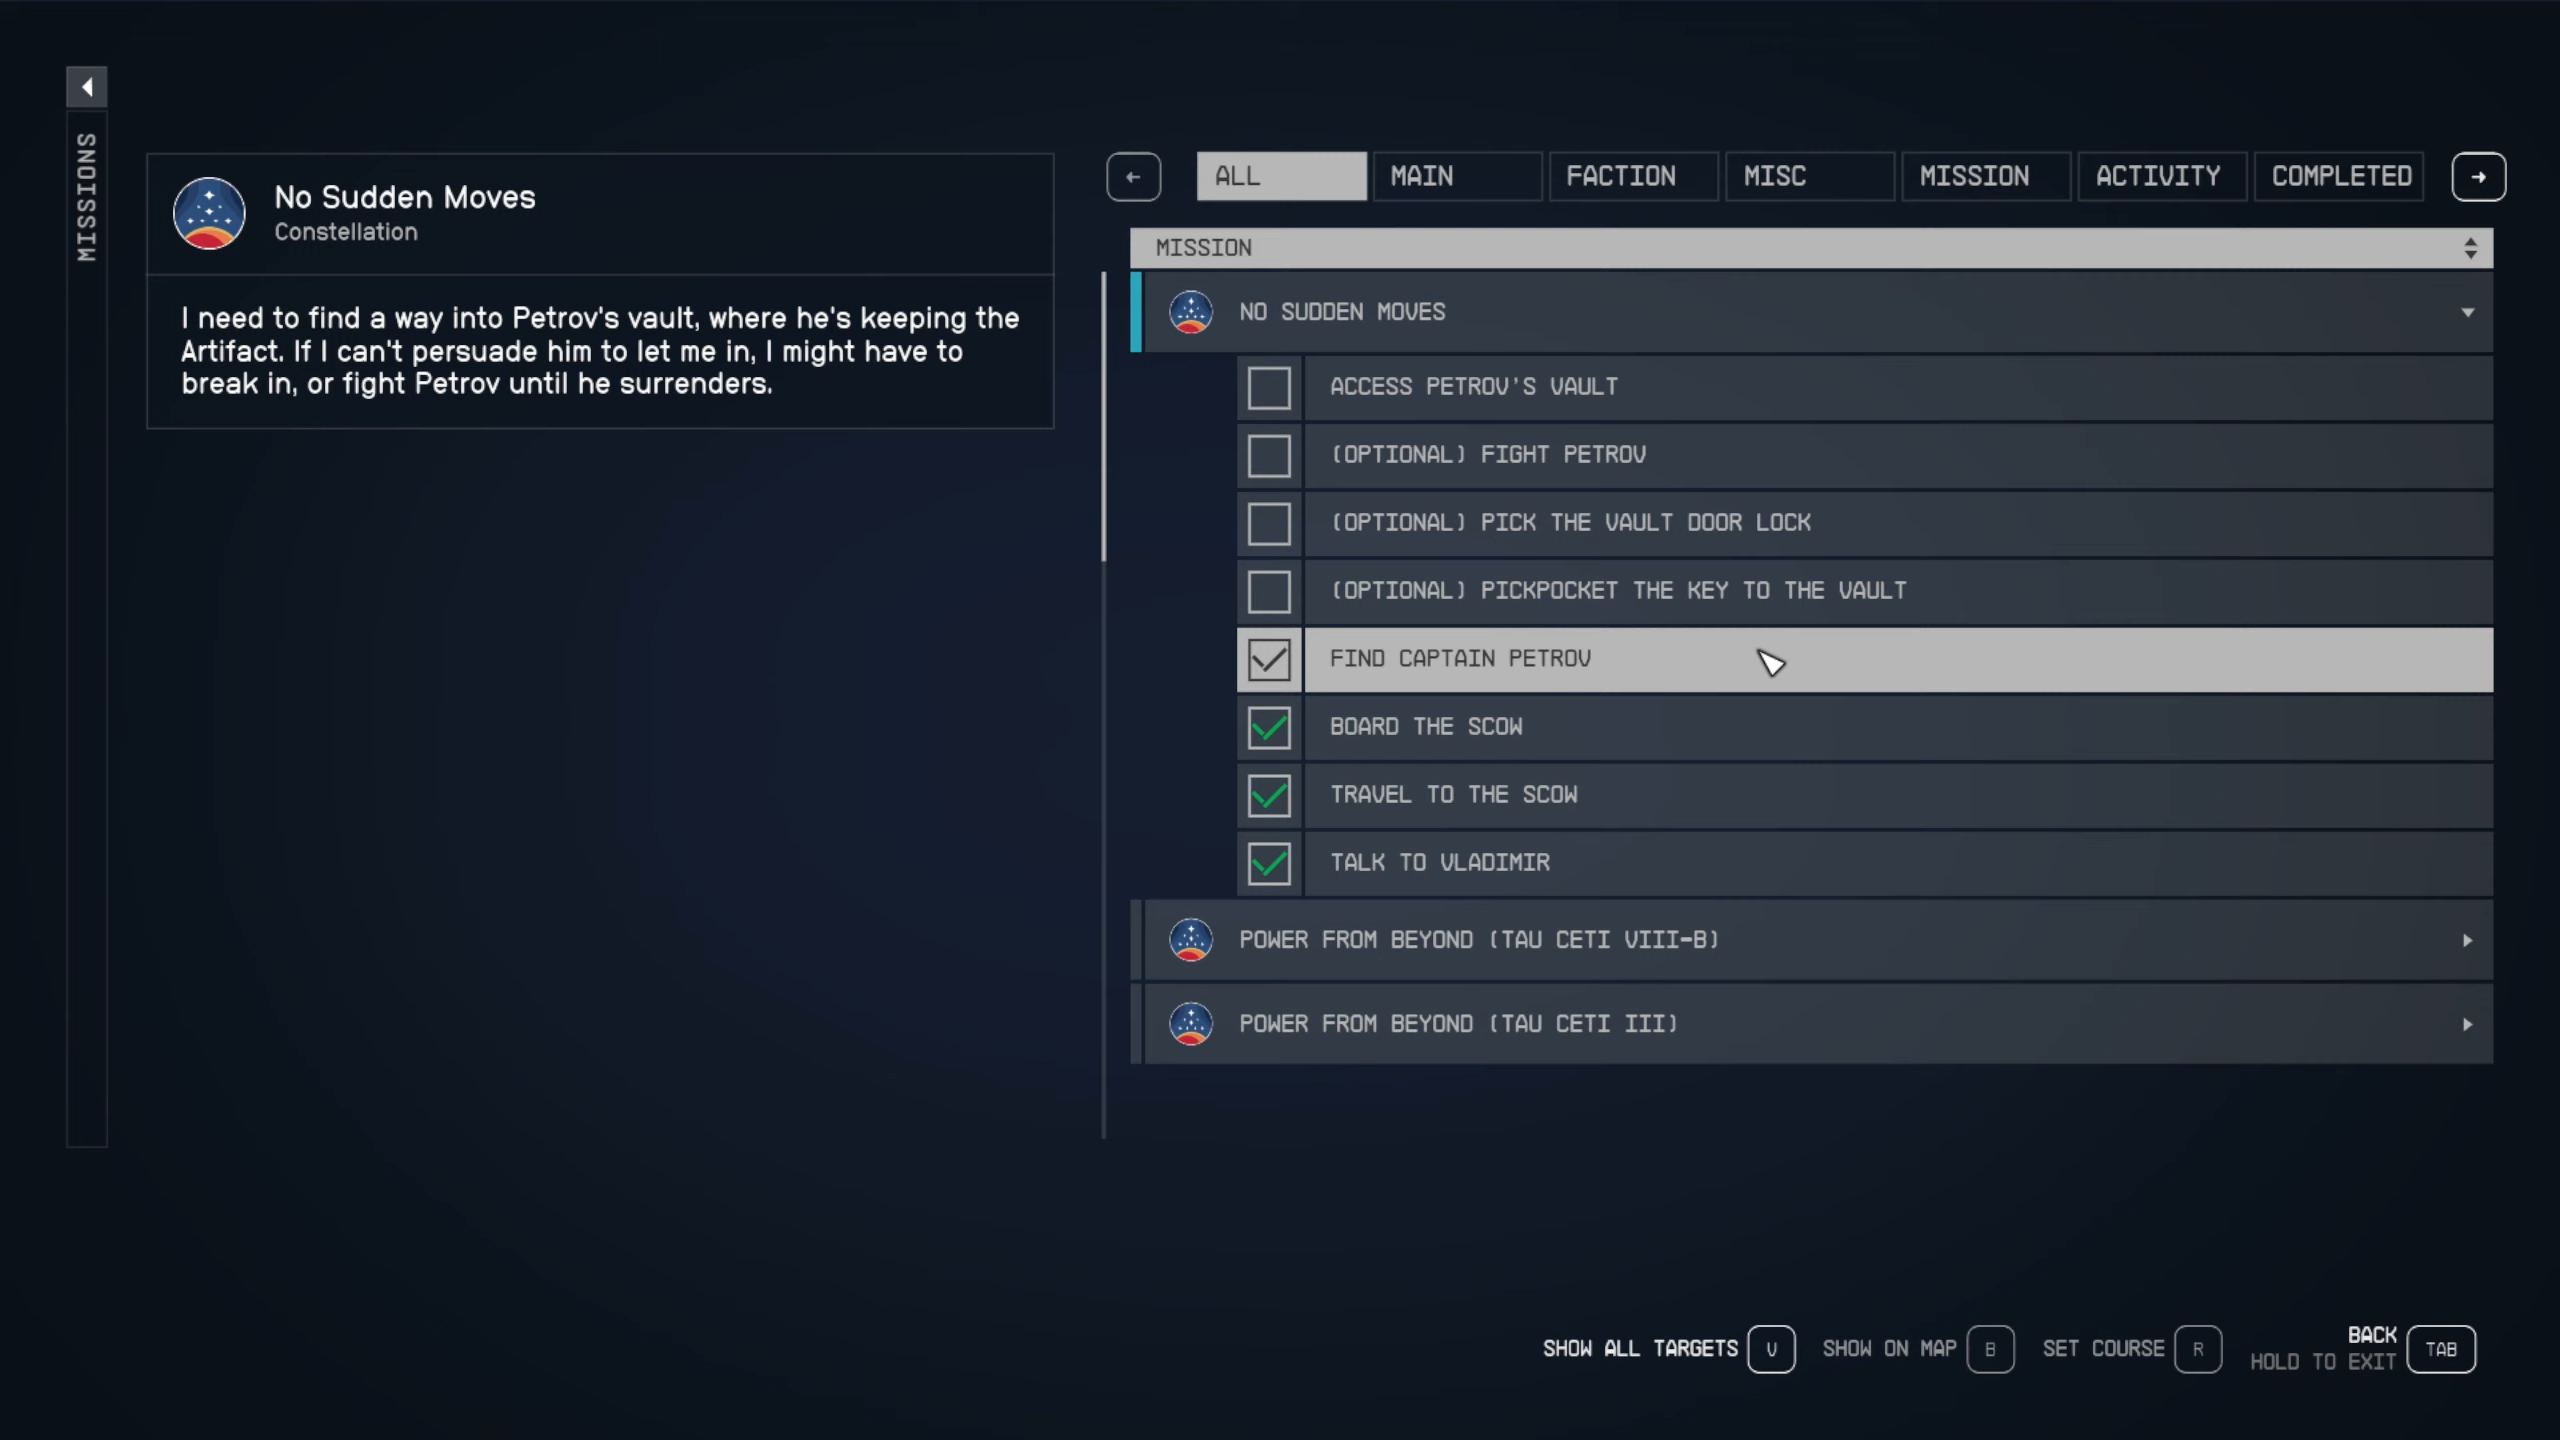 MISSIONS
No Sudden Moves
Constellation
I need to find a way into Petrov's vault, where he's keeping the
Artifact. If I can't persuade him to let me in, I might have to
break in, or fight Petrov until he surrenders.
ALL MAIN FACTION MISC MISSION ACTIVITY COMPLETED
MISSION
NO SUDDEN MOVES
ACCESS PETROV'S VAULT
(OPTIONAL) FIGHT PETROV
(OPTIONAL) PICK THE VAULT DOOR LOCK
(OPTIONAL) PICKPOCKET THE KEY TO THE VAULT
FIND CAPTAIN PETROV
BOARD THE SCOW
TRAVEL TO THE SCOW
TALK TO VLADIMIR
POWER FROM BEYOND (TAU CETI VIII-B)
POWER FROM BEYOND (TAU CETI III)
SHOW ALL TARGETS V SHOW ON MAP B SET COURSE R BACK TAB
HOLD TO EXIT